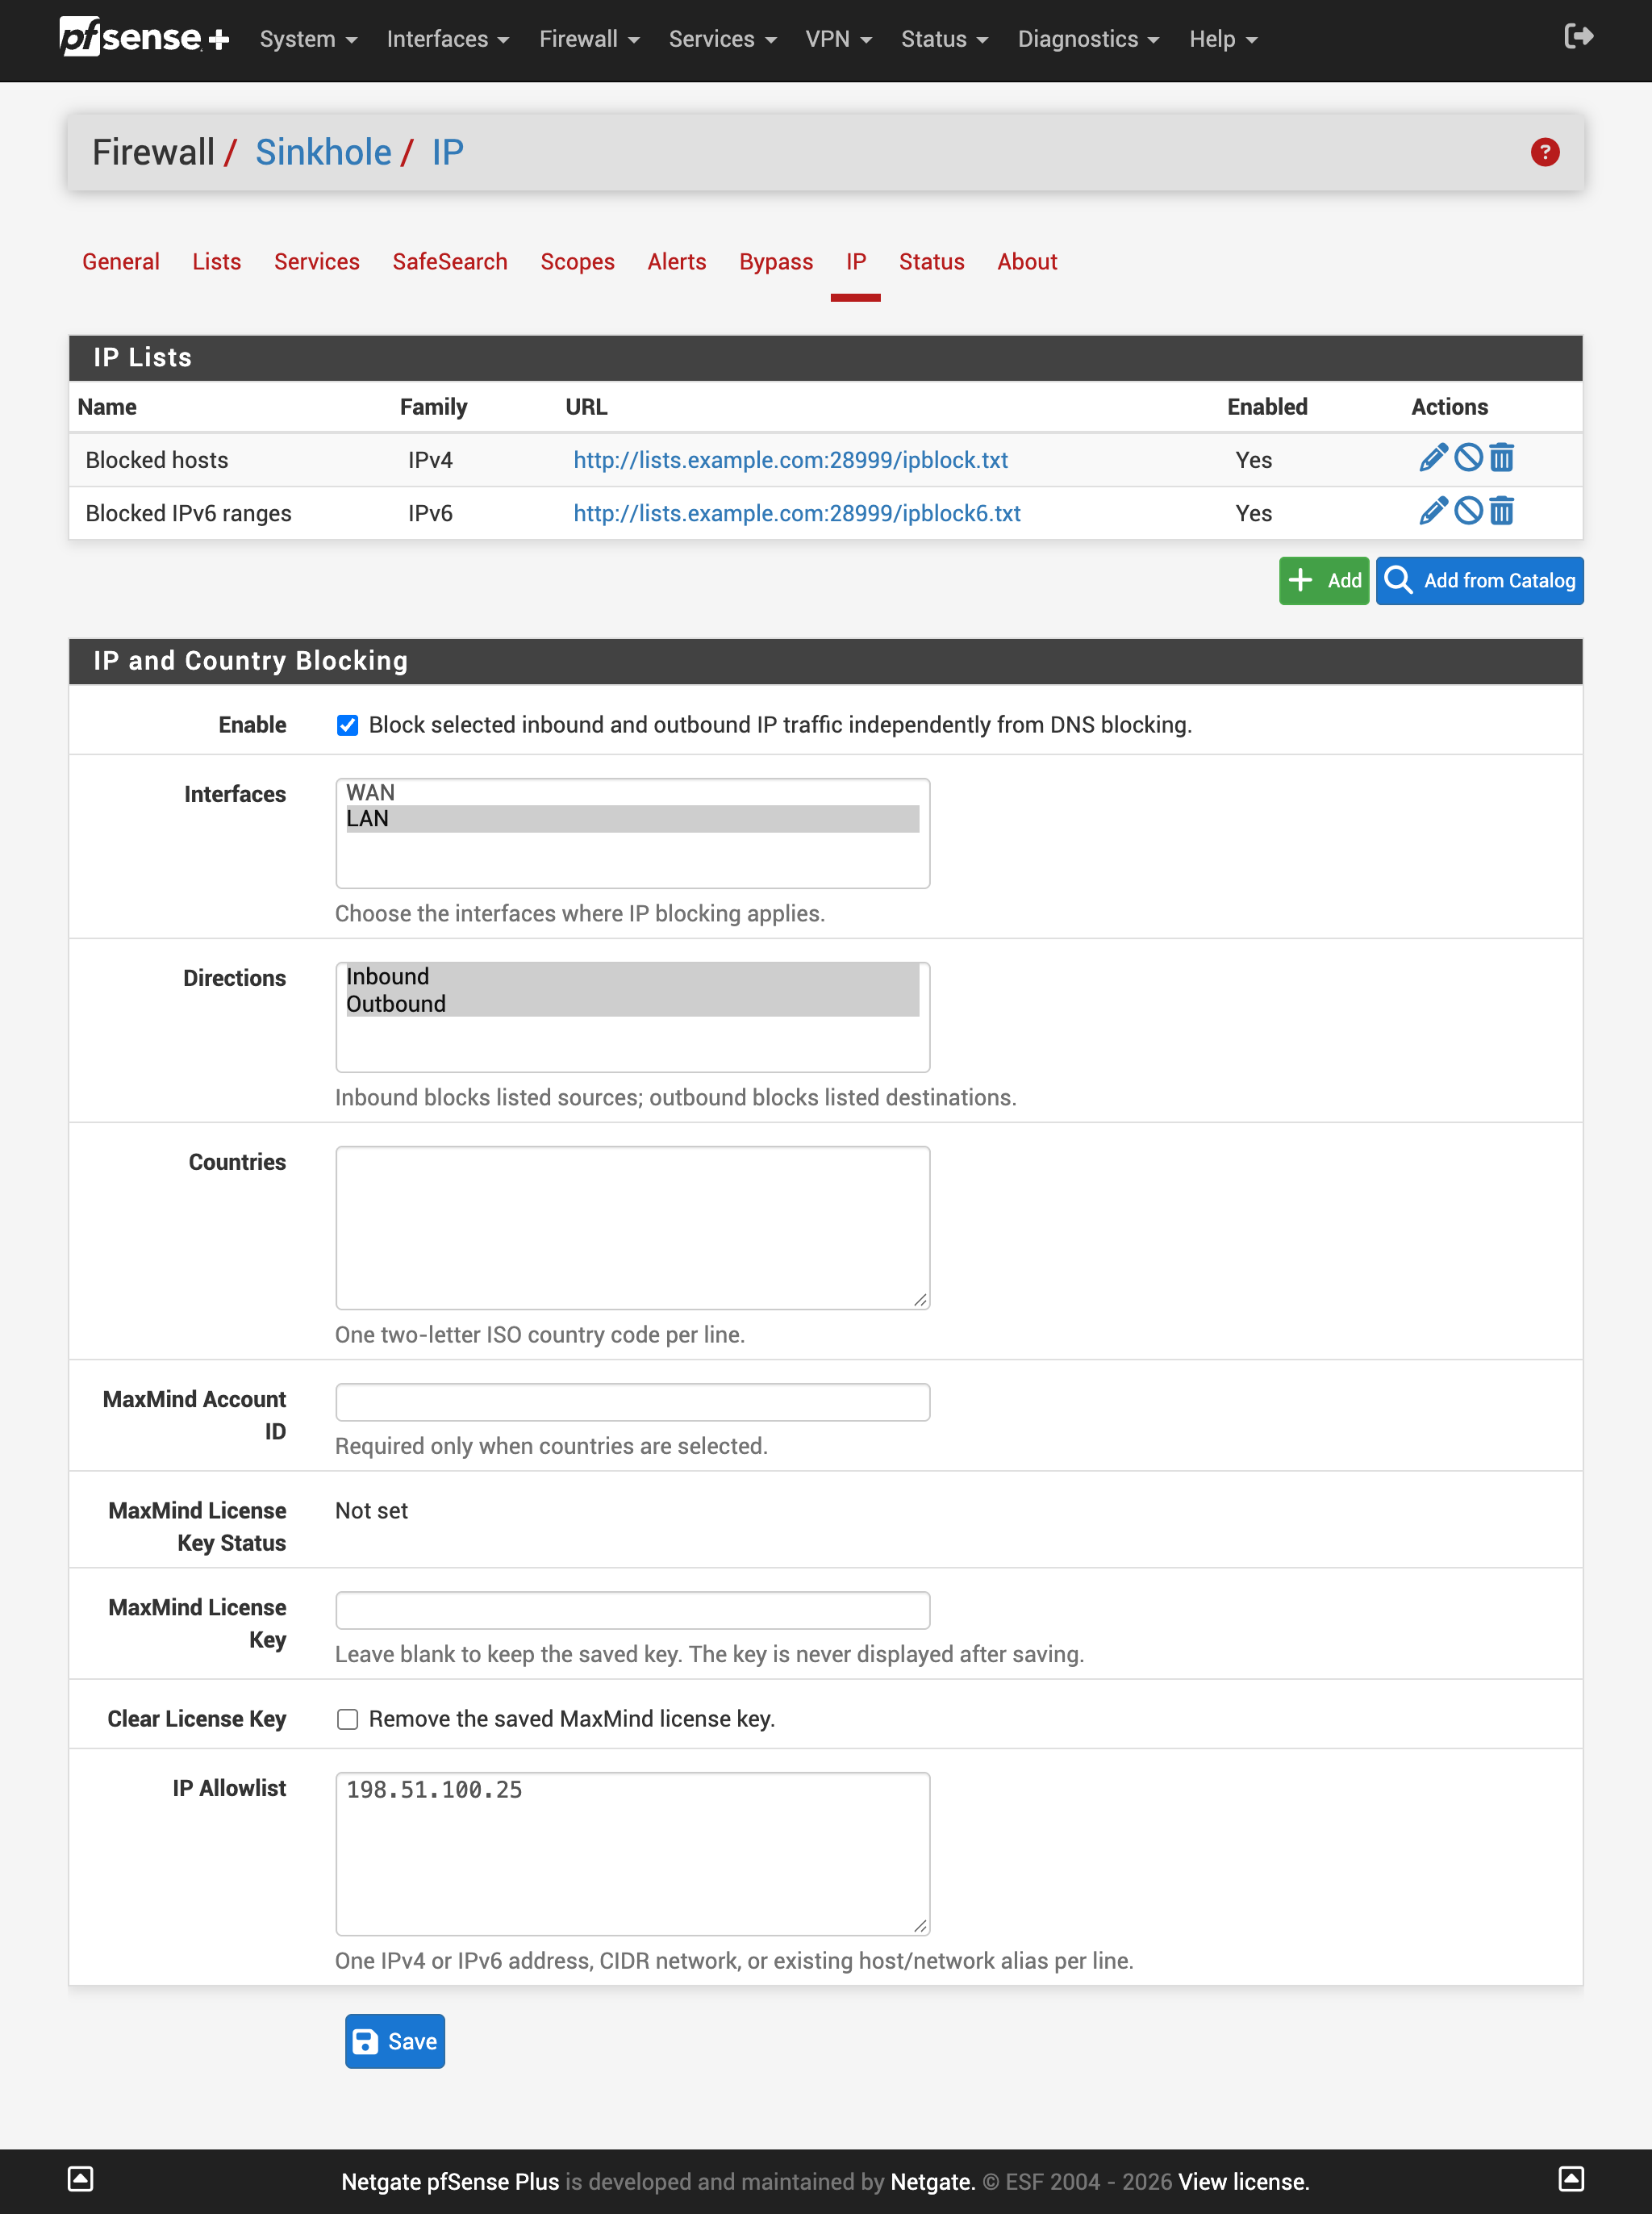 pfsense +
System Interfaces Firewall Services VPN Status Diagnostics Help
Firewall / Sinkhole / IP
General Lists Services SafeSearch Scopes Alerts Bypass IP Status About
IP Lists
Name Family URL Enabled Actions
Blocked hosts IPv4 http://lists.example.com:28999/ipblock.txt Yes
Blocked IPv6 ranges IPv6 http://lists.example.com:28999/ipblock6.txt Yes
Add Add from Catalog
IP and Country Blocking
Enable Block selected inbound and outbound IP traffic independently from DNS blocking.
Interfaces WAN
LAN
Choose the interfaces where IP blocking applies.
Directions Inbound
Outbound
Inbound blocks listed sources; outbound blocks listed destinations.
Countries
One two-letter ISO country code per line.
MaxMind Account
ID
Required only when countries are selected.
MaxMind License Not set
Key Status
MaxMind License
Key
Leave blank to keep the saved key. The key is never displayed after saving.
Clear License Key Remove the saved MaxMind license key.
IP Allowlist 198.51.100.25
One IPv4 or IPv6 address, CIDR network, or existing host/network alias per line.
Save
Netgate pfSense Plus is developed and maintained by Netgate. © ESF 2004 - 2026 View license.